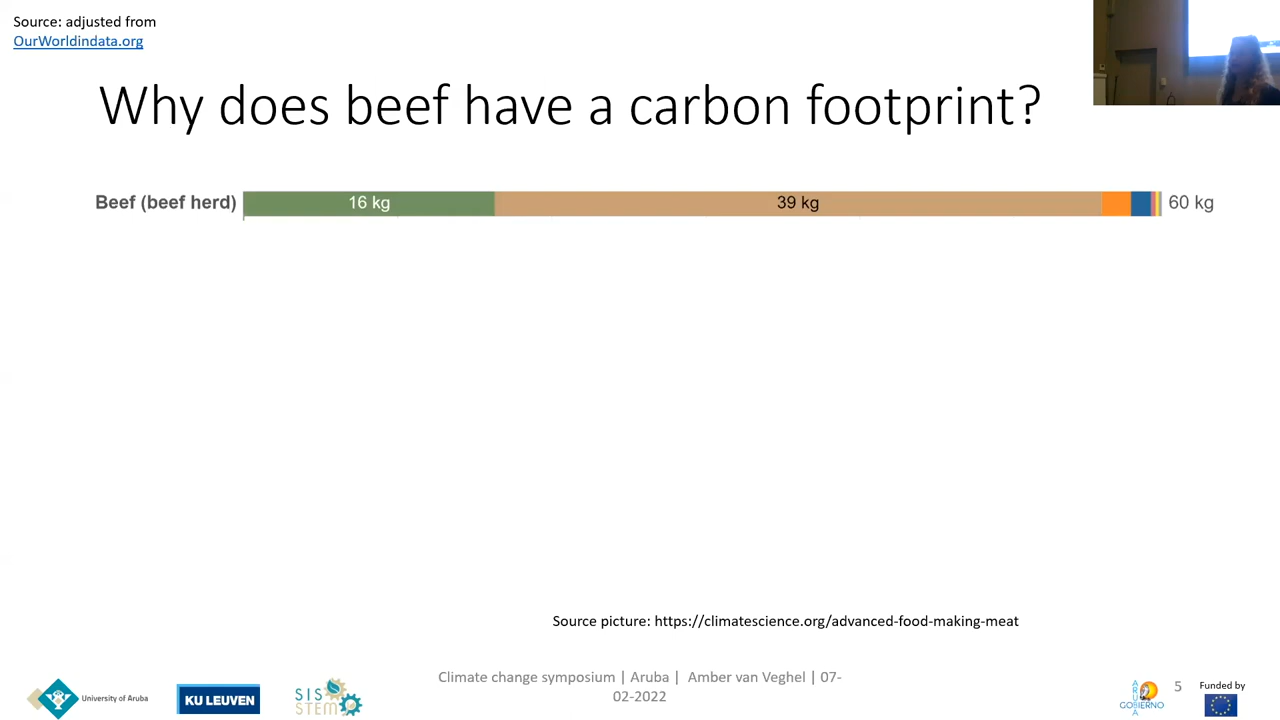 Source: adjusted from
OurWorldindata.org
Why does beef have a carbon footprint?
Beef (beef herd) 16 kg 39 kg 60 kg
Source picture: https://climatescience.org/advanced-food-making-meat
University of Aruba
KU LEUVEN
SIS
STEM
Climate change symposium | Aruba | Amber van Veghel | 07-
02-2022
ARUBA
GOBIERNO
5
Funded by